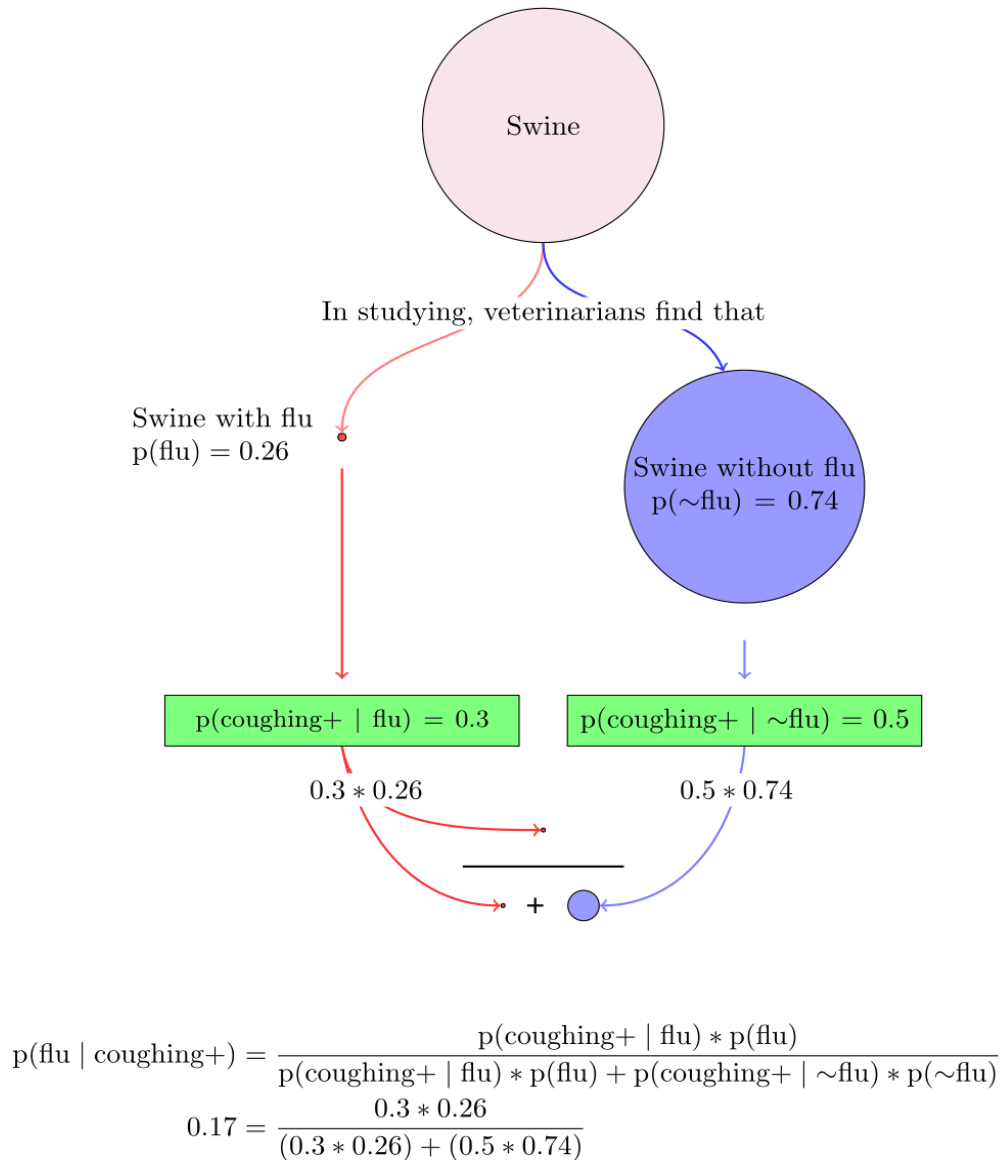 Swine
In studying, veterinarians find that
Swine with flu
p(flu) = 0.26
Swine without flu
p(~flu) = 0.74
p(coughing+ | flu) = 0.3
p(coughing+ | ~flu) = 0.5
0.3 * 0.26
0.5 * 0.74
+
p(flu | coughing+) = p(coughing+ | flu) * p(flu) / p(coughing+ | flu) * p(flu) + p(coughing+ | ~flu) * p(~flu)
0.17 = 0.3 * 0.26 / (0.3 * 0.26) + (0.5 * 0.74)